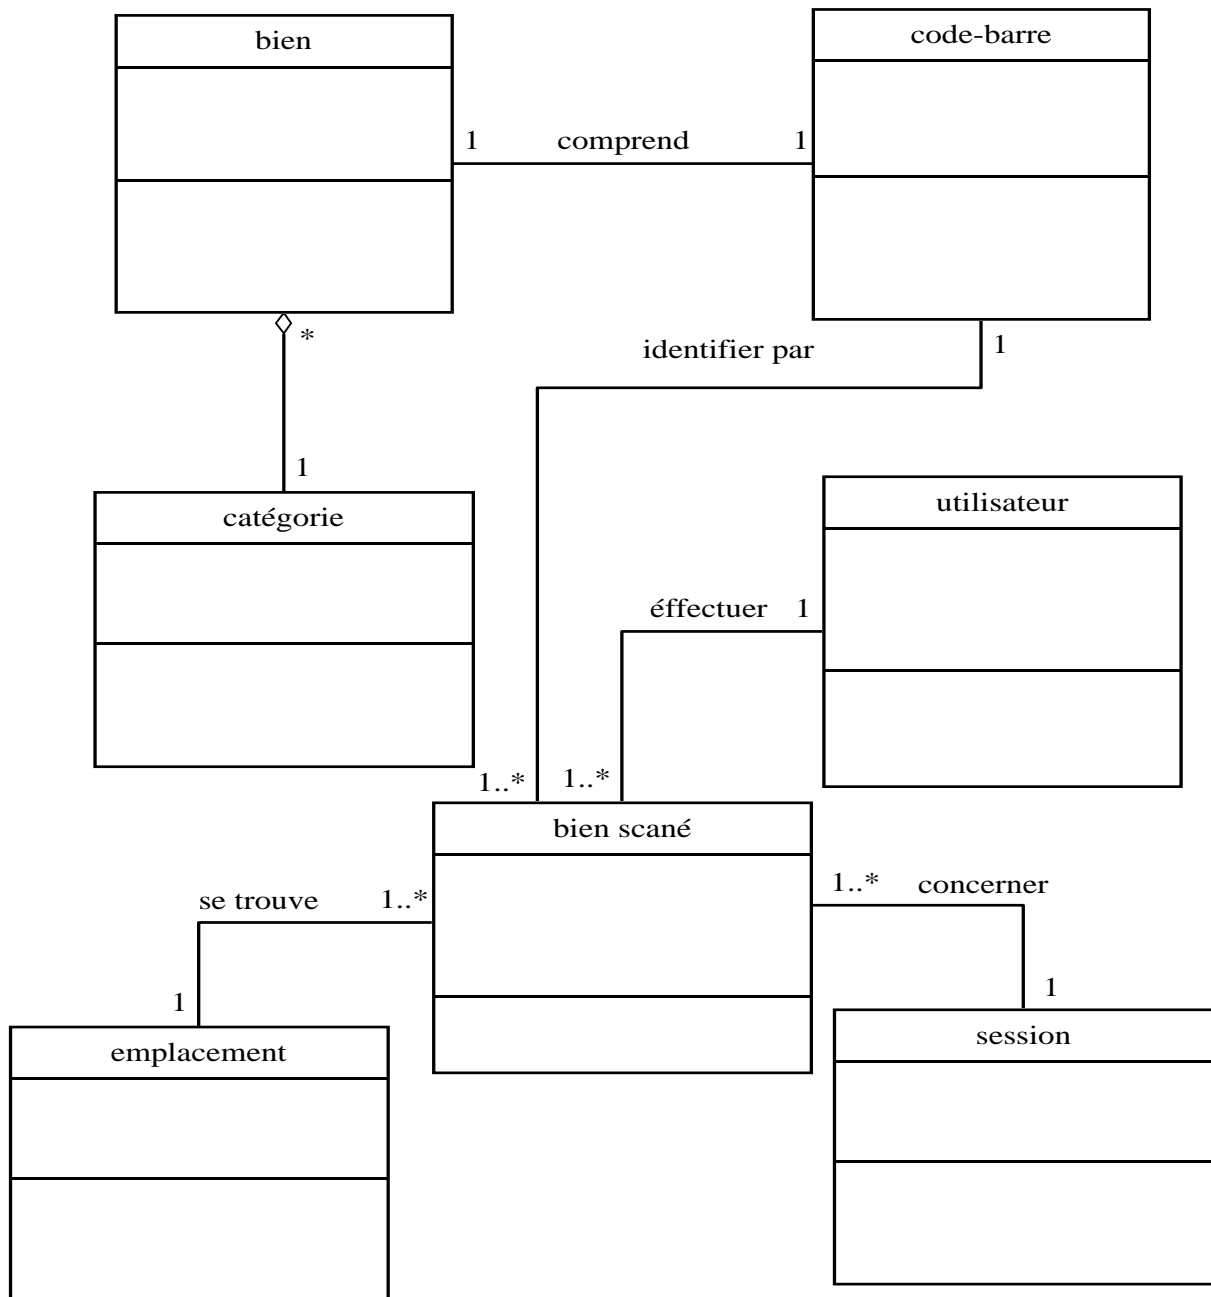 bien
code-barre
1 comprend 1
*
identifier par
1
1
catégorie
utilisateur
éffectuer 1
1..* 1..*
bien scané
se trouve 1..*
1..* concerner
1
1
emplacement
session